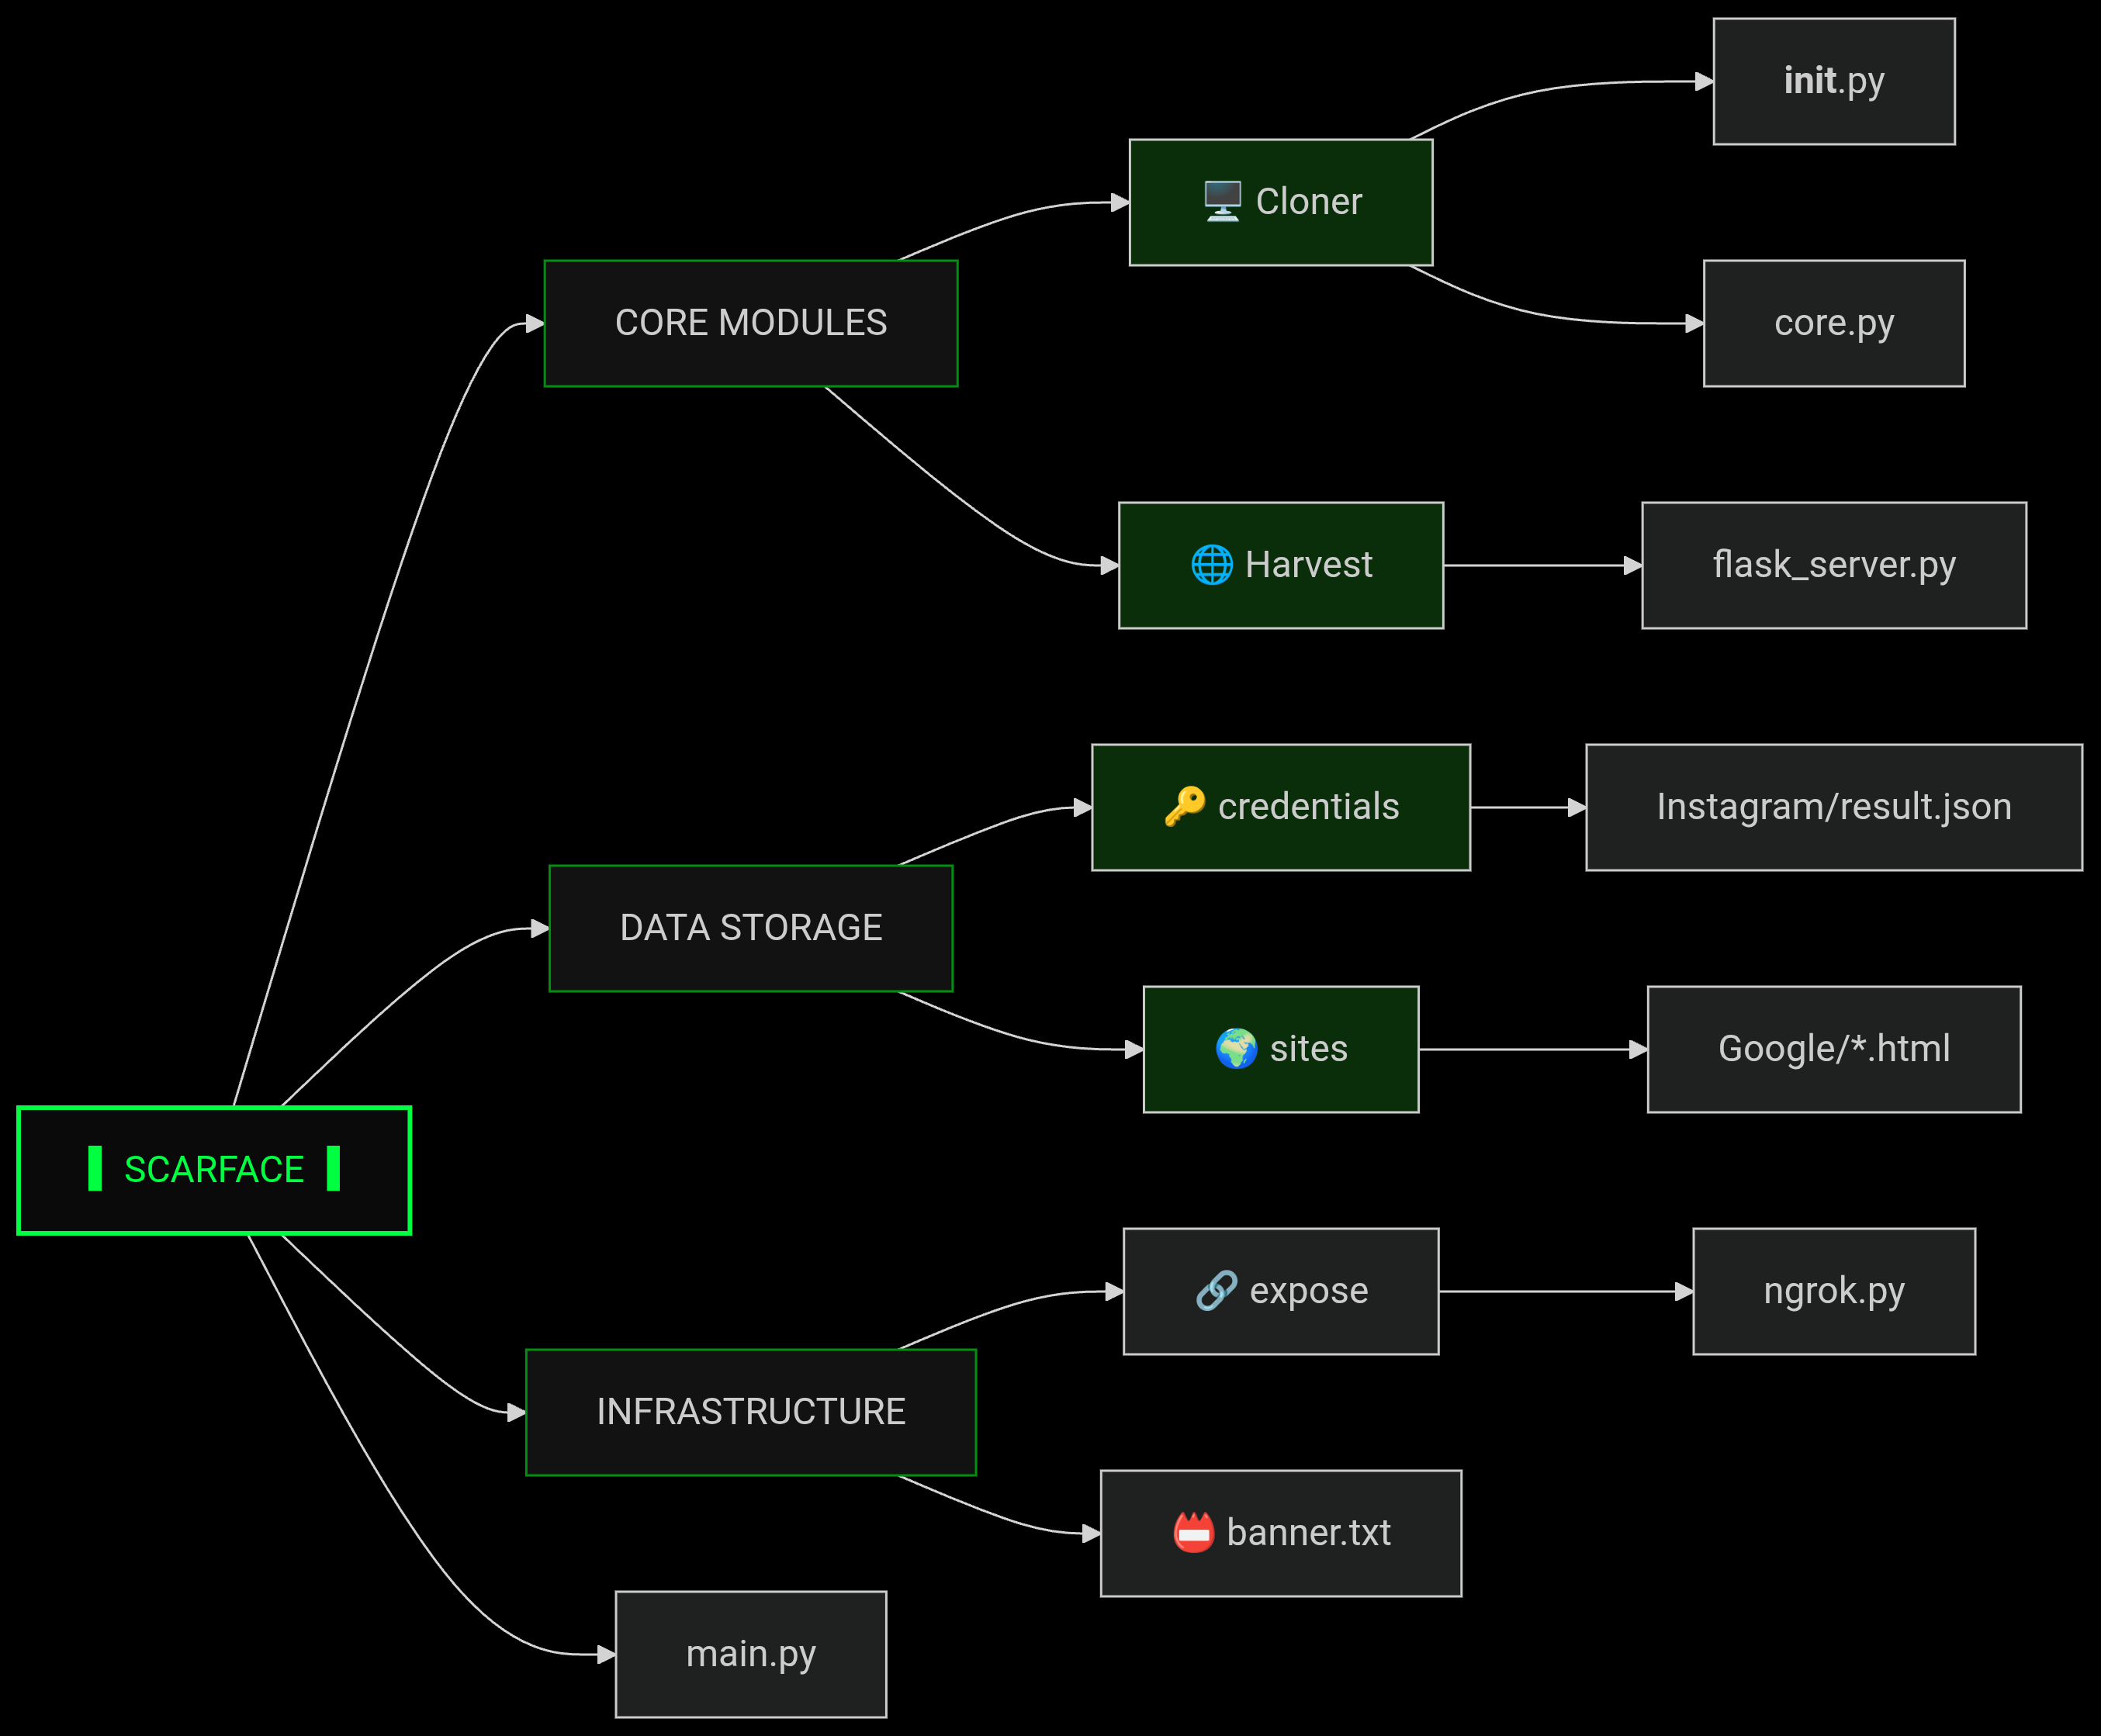 init.py
🖥️ Cloner
CORE MODULES
core.py
🌐 Harvest
flask_server.py
🔑 credentials
Instagram/result.json
DATA STORAGE
🌍 sites
Google/*.html
▌ SCARFACE ▐
🔗 expose
ngrok.py
INFRASTRUCTURE
📛 banner.txt
main.py